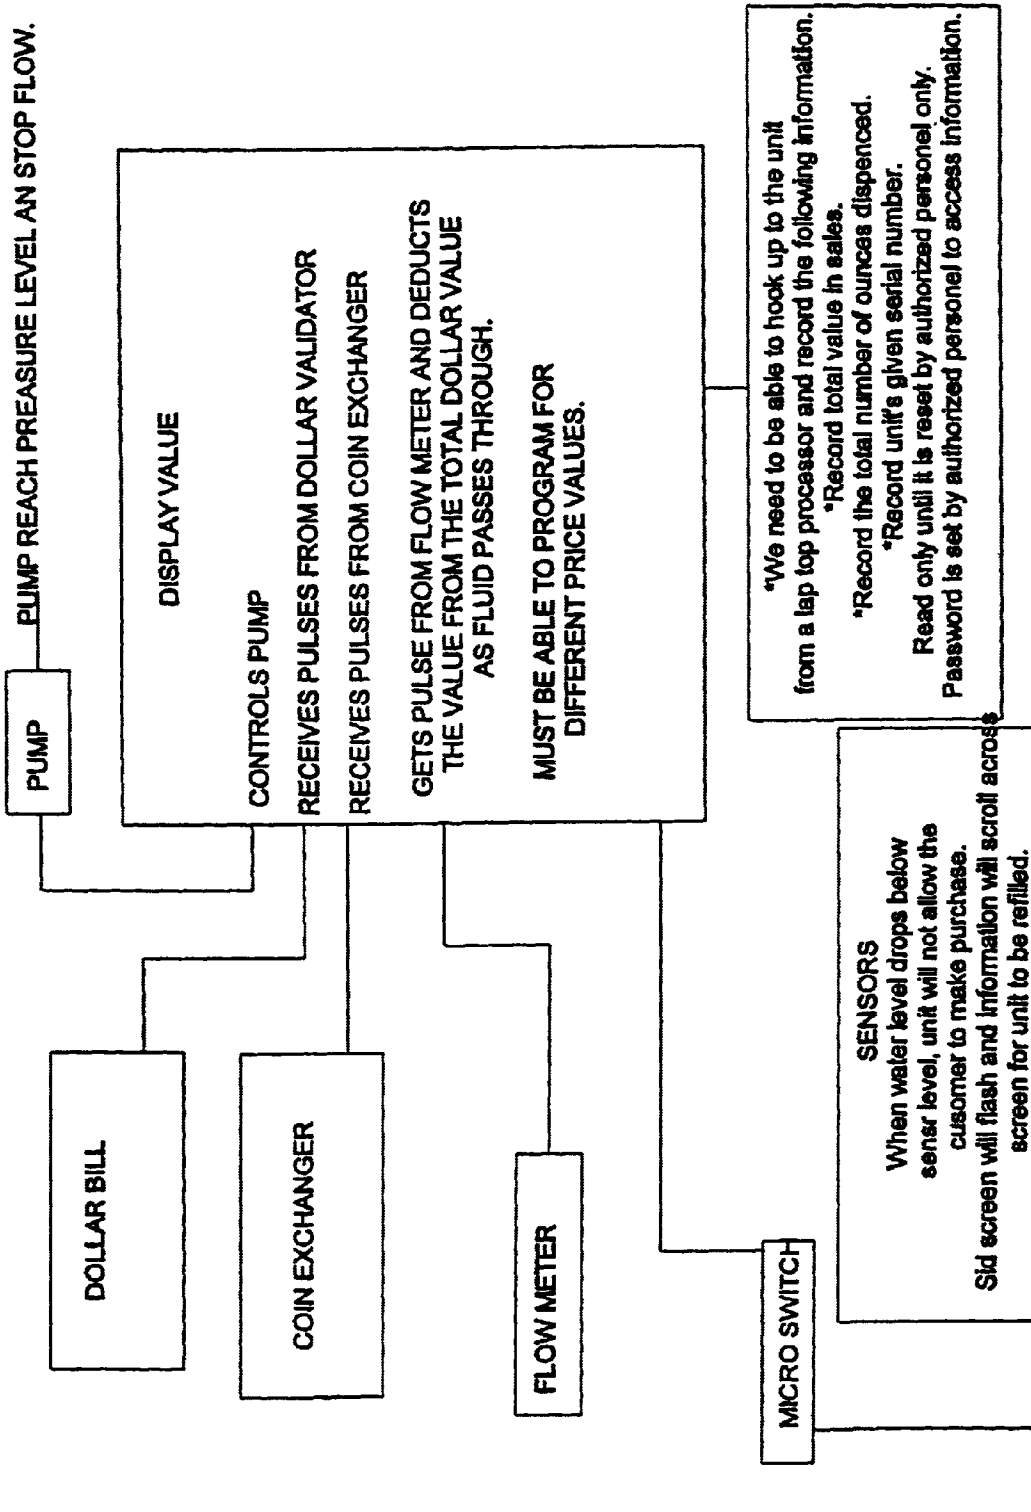 PUMP REACH PREASURE LEVEL AN STOP FLOW.
PUMP
DOLLAR BILL
COIN EXCHANGER
FLOW METER
MICRO SWITCH
DISPLAY VALUE
CONTROLS PUMP
RECEIVES PULSES FROM DOLLAR VALIDATOR
RECEIVES PULSES FROM COIN EXCHANGER
GETS PULSE FROM FLOW METER AND DEDUCTS
THE VALUE FROM THE TOTAL DOLLAR VALUE
AS FLUID PASSES THROUGH.
MUST BE ABLE TO PROGRAM FOR
DIFFERENT PRICE VALUES.
*We need to be able to hook up to the unit
from a lap top processor and record the following information.
*Record total value in sales.
*Record the total number of ounces dispenced.
*Record unit's given serial number.
Read only until it is reset by authorized personel only.
Password is set by authorized personel to access information.
SENSORS
When water level drops below
sensr level, unit will not allow the
cusomer to make purchase.
Sld screen will flash and information will scroll across
screen for unit to be refilled.